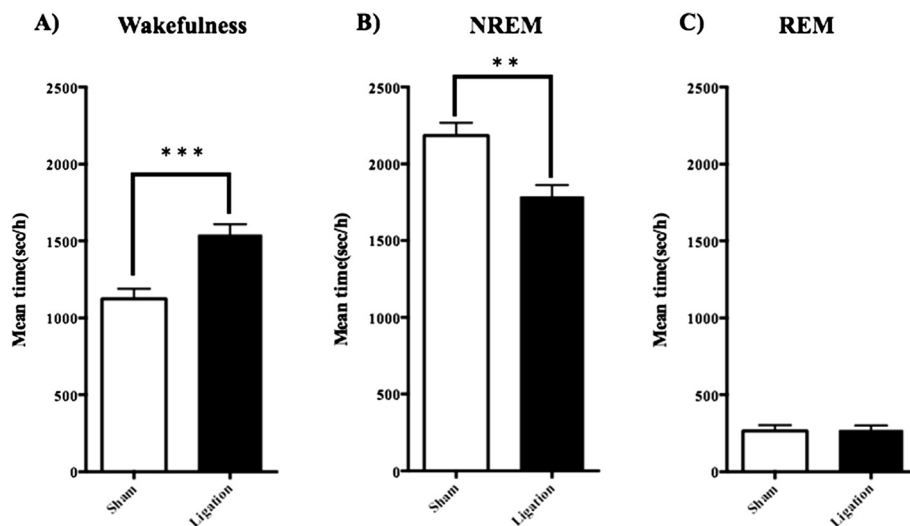 A) Wakefulness
B) NREM
C) REM
Mean time(sec/h)
2500
2000
1500
1000
500
0
***
Sham
Ligation
Mean time(sec/h)
2500
2000
1500
1000
500
0
**
Sham
Ligation
Mean time(sec/h)
2500
2000
1500
1000
500
0
Sham
Ligation